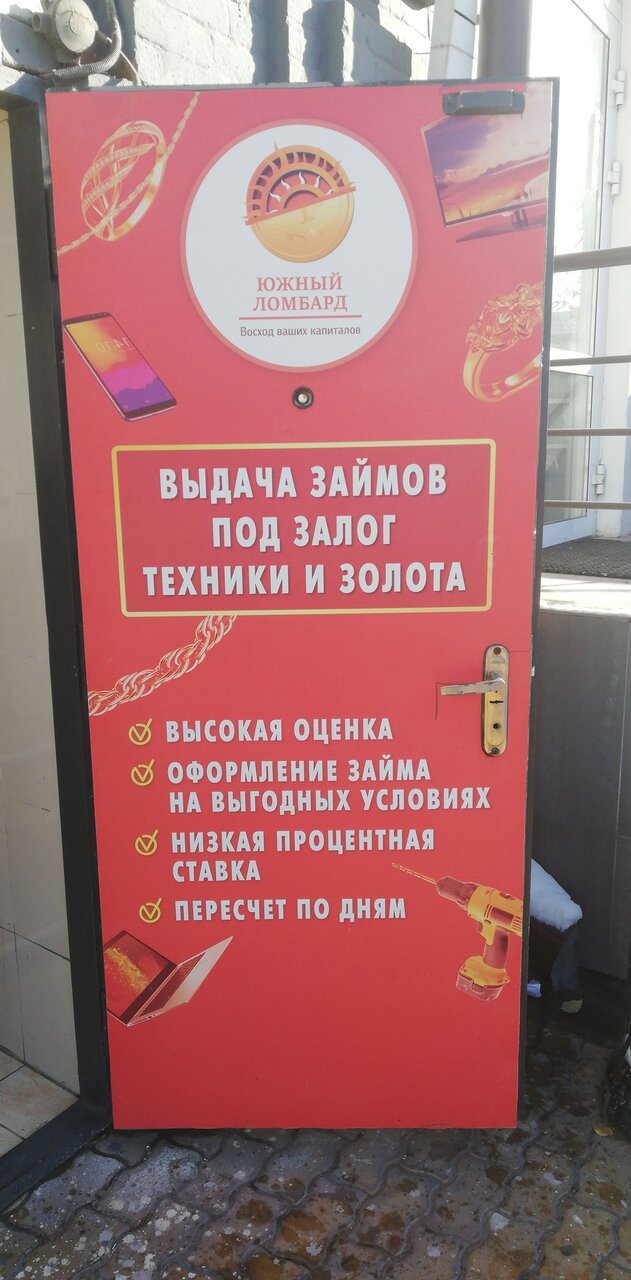 ЮЖНЫЙ
ЛОМБАРД
Восход ваших капиталов
ВЫДАЧА ЗАЙМОВ
ПОД ЗАЛОГ
ТЕХНИКИ И ЗОЛОТА
ВЫСОКАЯ ОЦЕНКА
ОФОРМЛЕНИЕ ЗАЙМА
НА ВЫГОДНЫХ УСЛОВИЯХ
НИЗКАЯ ПРОЦЕНТНАЯ
СТАВКА
ПЕРЕСЧЕТ ПО ДНЯМ